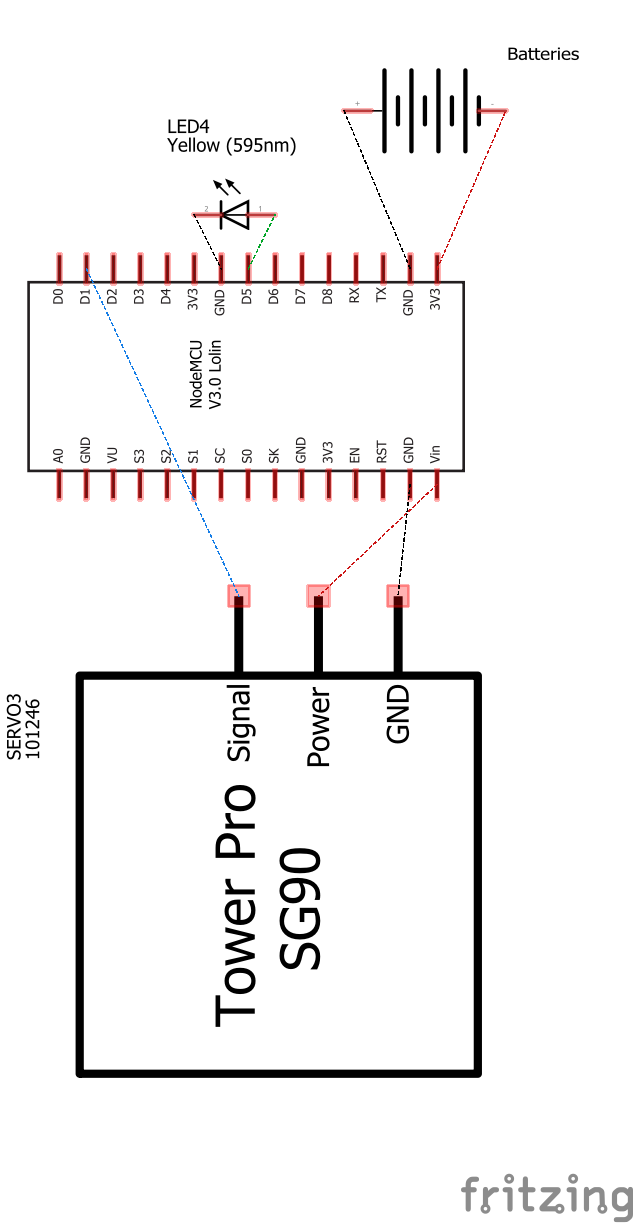 Batteries
LED4
Yellow (595nm)
+
-
2
1
D0
D1
D2
D3
D4
3V3
GND
D5
D6
D7
D8
RX
TX
GND
3V3
NodeMCU
V3.0 Lolin
A0
GND
VU
S3
S2
S1
SC
S0
SK
GND
3V3
EN
RST
GND
Vin
SERVO3
101246
Signal
Power
GND
Tower Pro
SG90
fritzing